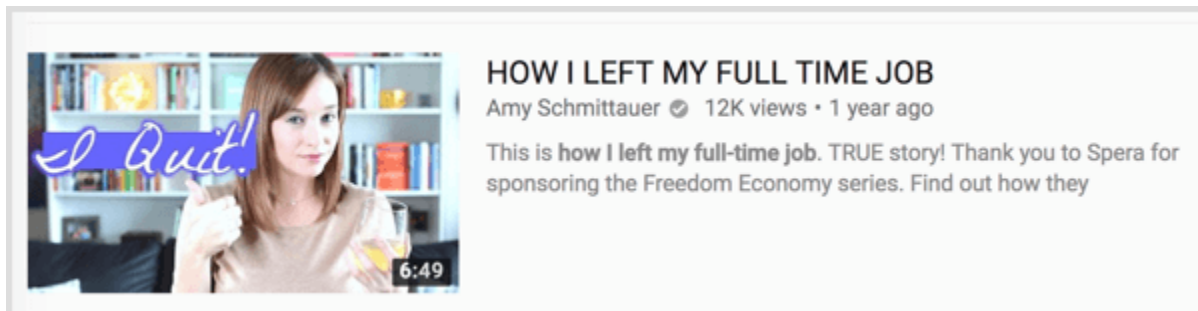 HOW I LEFT MY FULL TIME JOB
Amy Schmittauer 12K views • 1 year ago
I Quit!
This is how I left my full-time job. TRUE story! Thank you to Spera for
sponsoring the Freedom Economy series. Find out how they
6:49